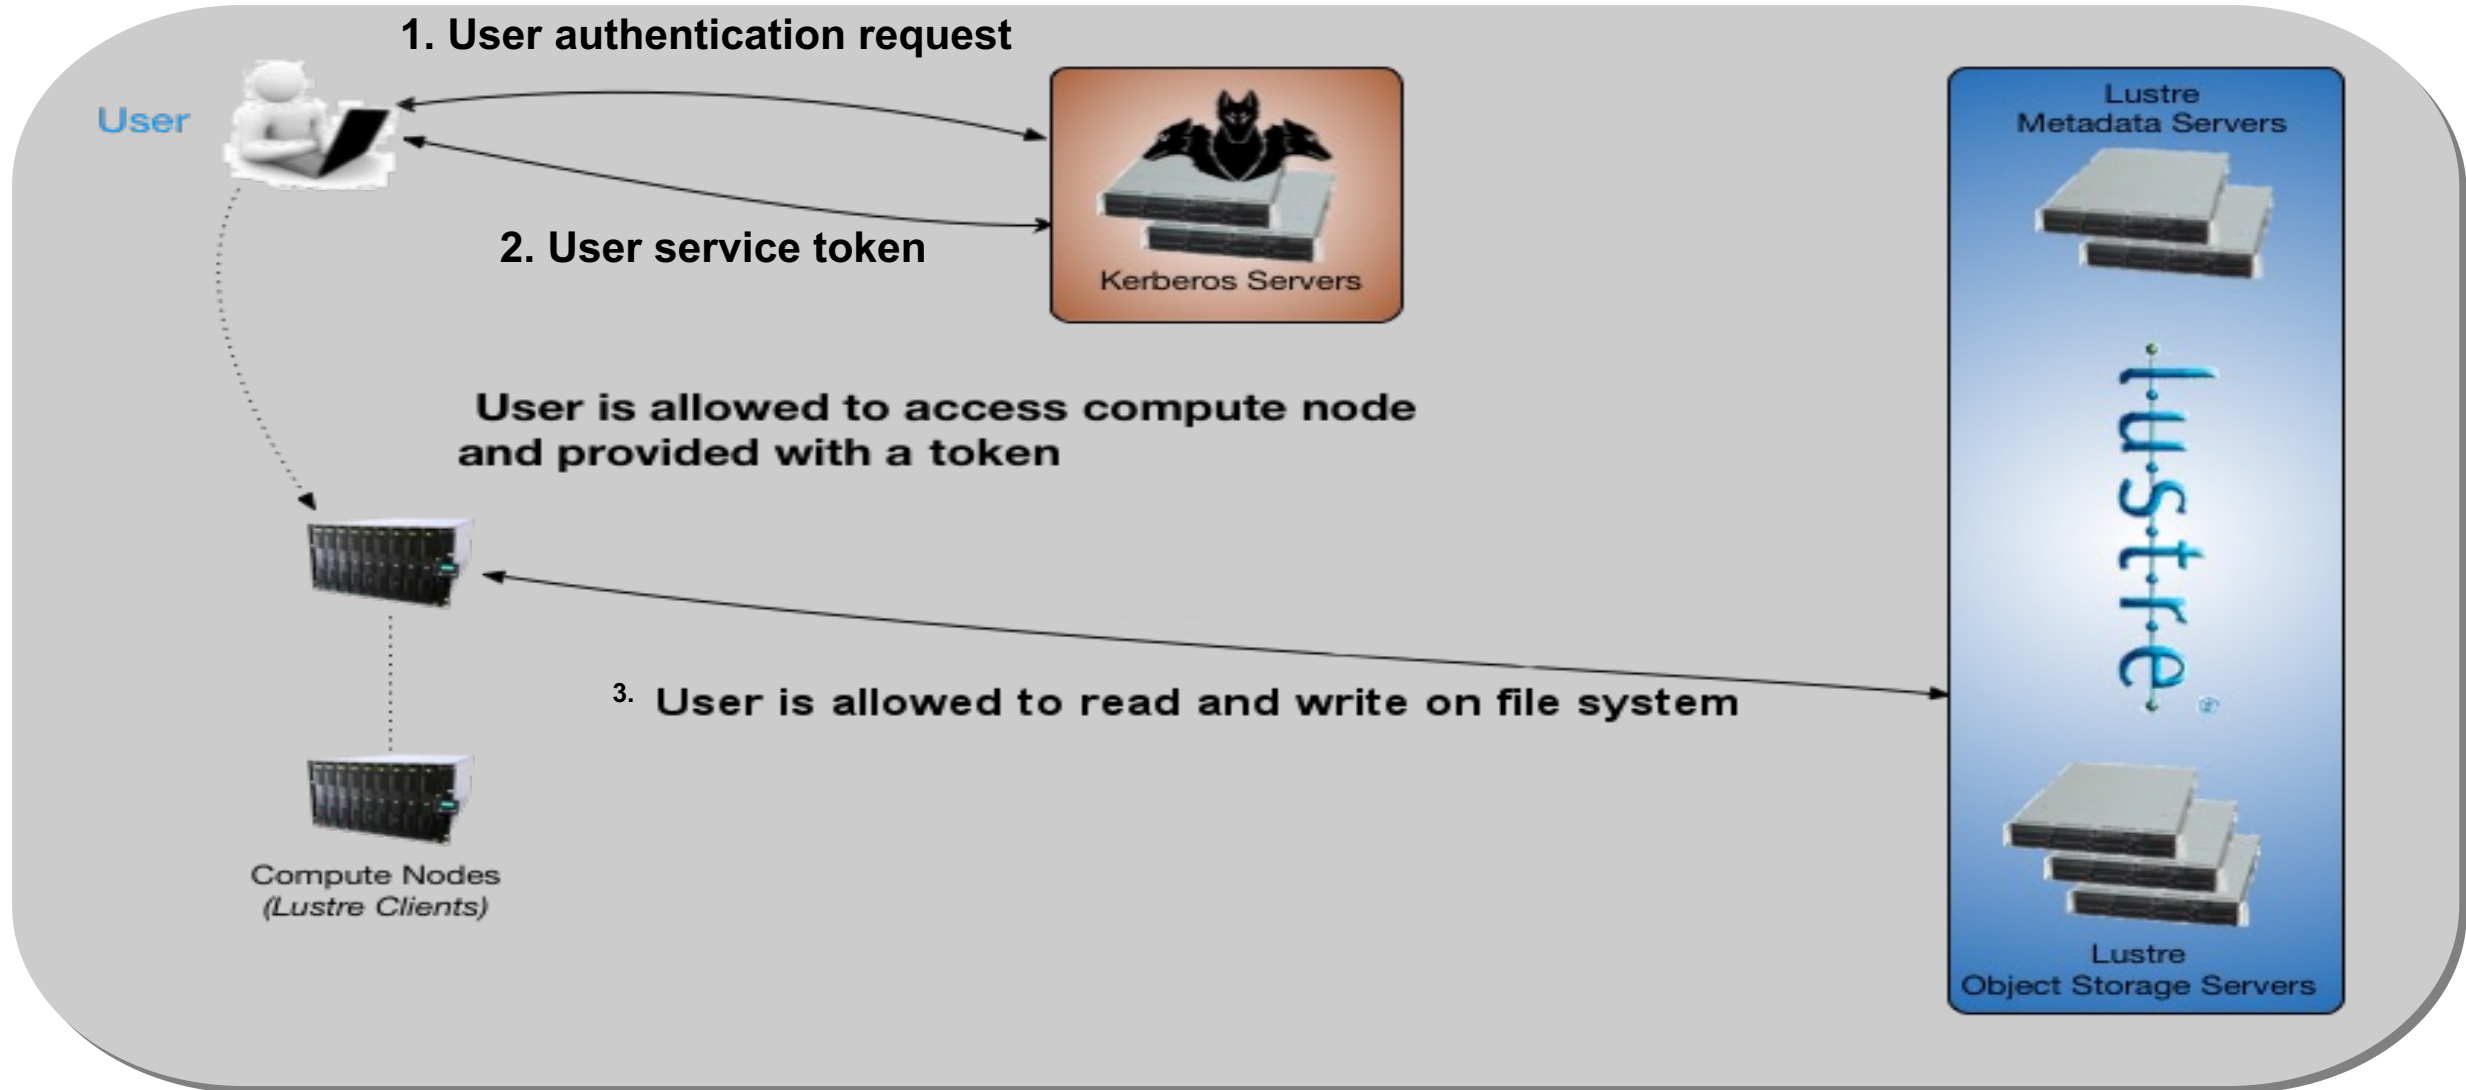 1. User authentication request
User
Lustre
Metadata Servers
2. User service token
Kerberos Servers
User is allowed to access compute node
and provided with a token
l.u.s.t.r.e®
3. User is allowed to read and write on file system
Compute Nodes
(Lustre Clients)
Lustre
Object Storage Servers